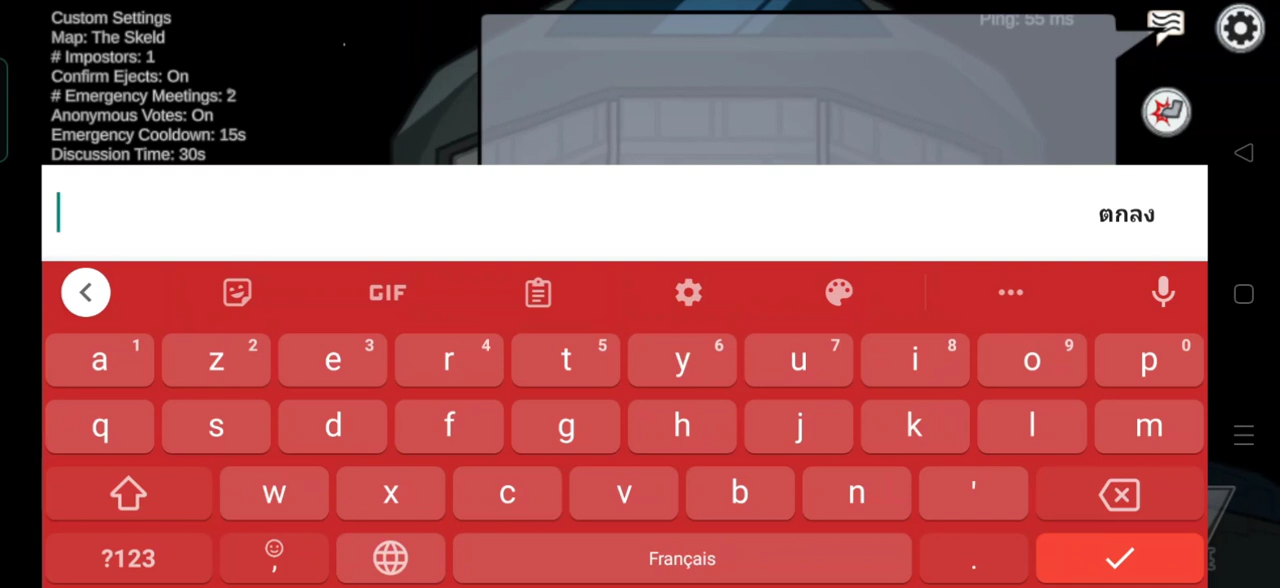 Custom Settings
Map: The Skeld
# Impostors: 1
Confirm Ejects: On
# Emergency Meetings: 2
Anonymous Votes: On
Emergency Cooldown: 15s
Discussion Time: 30s
Ping: 55 ms
ตกลง
GIF
a 1 z 2 e 3 r 4 t 5 y 6 u 7 i 8 o 9 p 0
q s d f g h j k l m
w x c v b n '
?123 , Français .